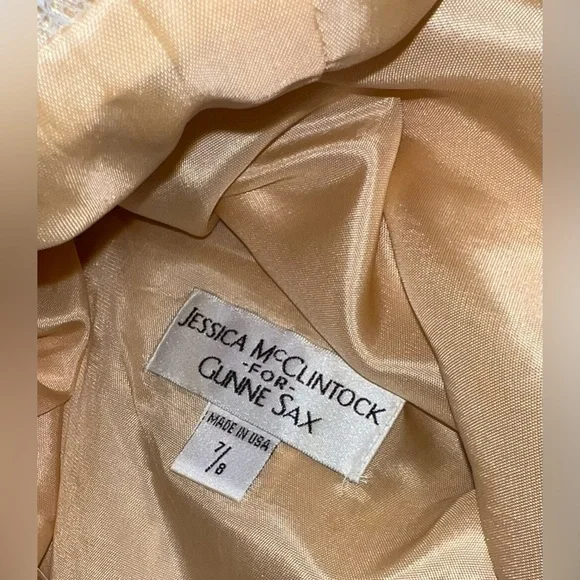 JESSICA McCLINTOCK
-FOR-
GUNNE SAX
MADE IN USA
7/8